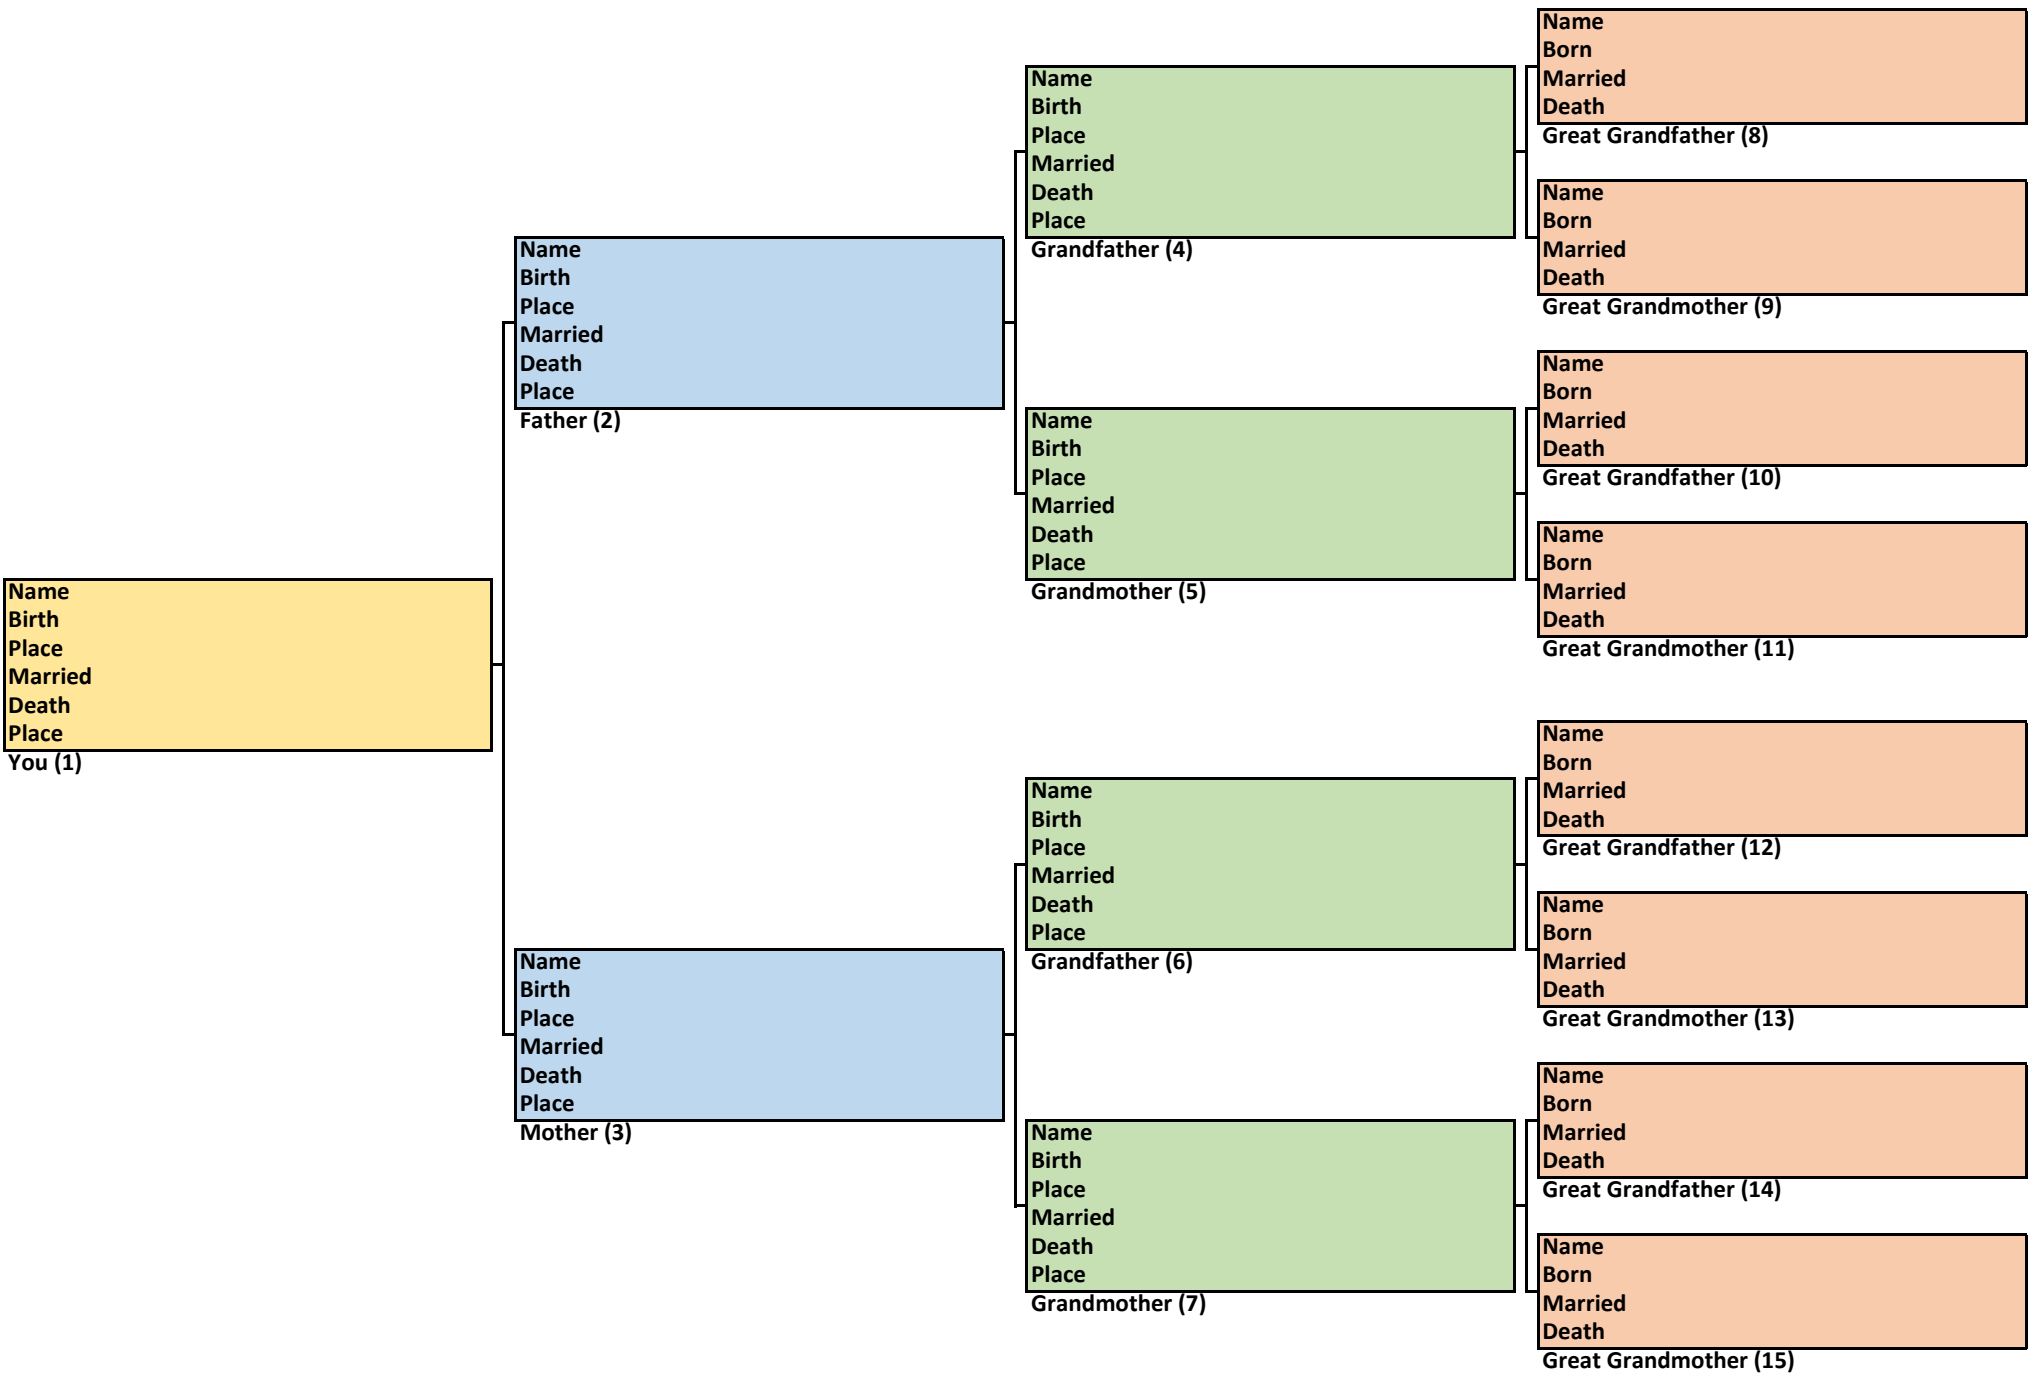 Name
Birth
Place
Married
Death
Place
You (1)
Name
Birth
Place
Married
Death
Place
Father (2)
Name
Birth
Place
Married
Death
Place
Mother (3)
Name
Birth
Place
Married
Death
Place
Grandfather (4)
Name
Birth
Place
Married
Death
Place
Grandmother (5)
Name
Birth
Place
Married
Death
Place
Grandfather (6)
Name
Birth
Place
Married
Death
Place
Grandmother (7)
Name
Born
Married
Death
Great Grandfather (8)
Name
Born
Married
Death
Great Grandmother (9)
Name
Born
Married
Death
Great Grandfather (10)
Name
Born
Married
Death
Great Grandmother (11)
Name
Born
Married
Death
Great Grandfather (12)
Name
Born
Married
Death
Great Grandmother (13)
Name
Born
Married
Death
Great Grandfather (14)
Name
Born
Married
Death
Great Grandmother (15)